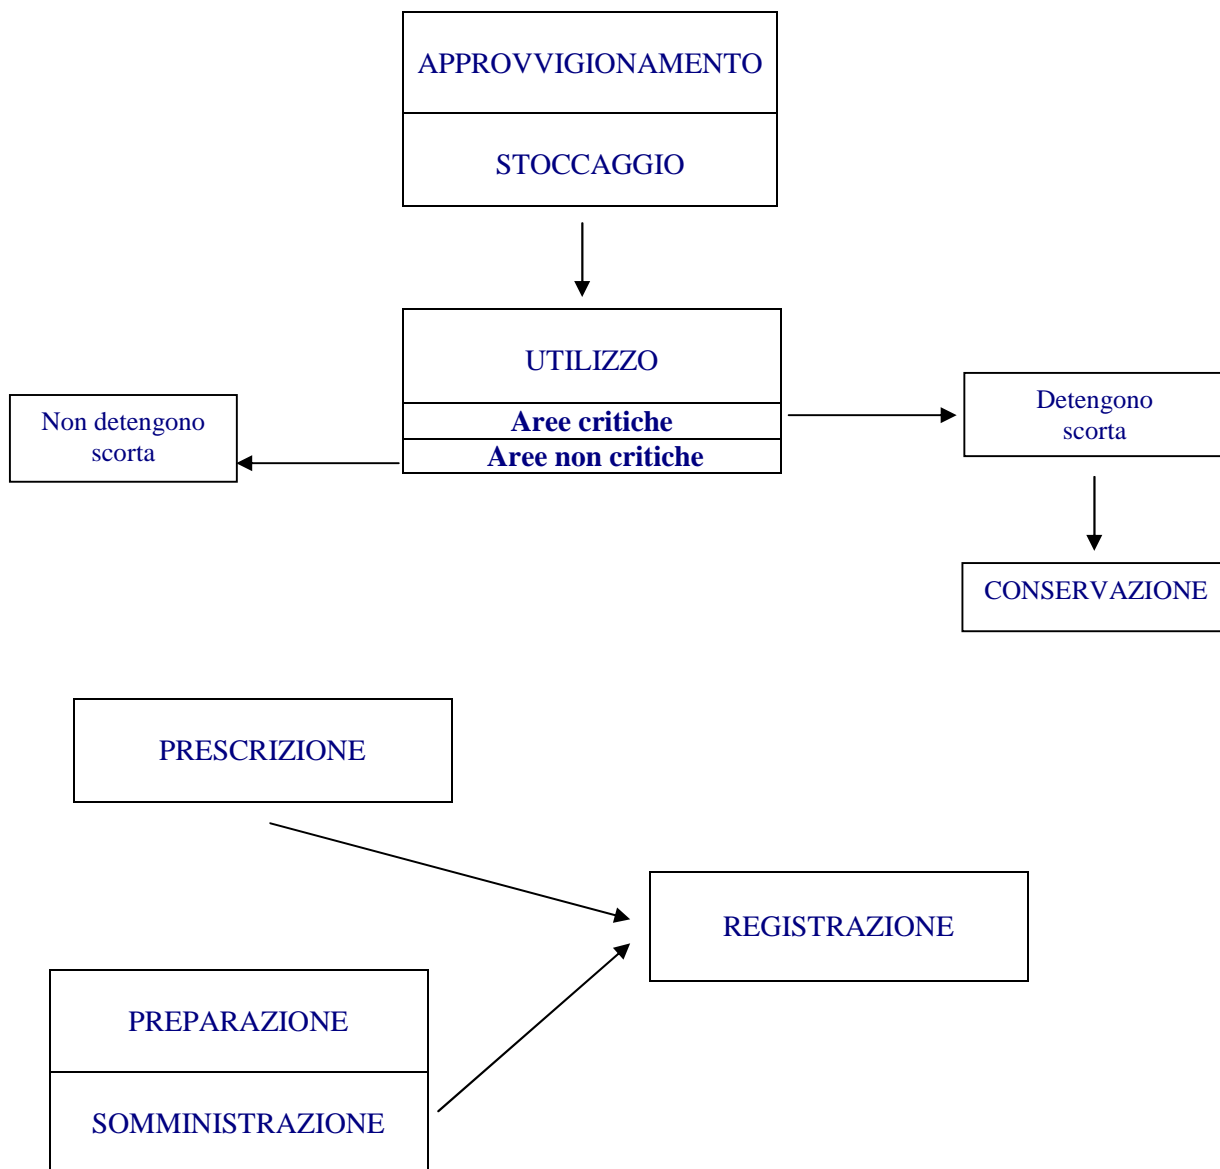 APPROVVIGIONAMENTO
STOCCAGGIO
UTILIZZO
Aree critiche
Aree non critiche
Non detengono
scorta
Detengono
scorta
CONSERVAZIONE
PRESCRIZIONE
REGISTRAZIONE
PREPARAZIONE
SOMMINISTRAZIONE